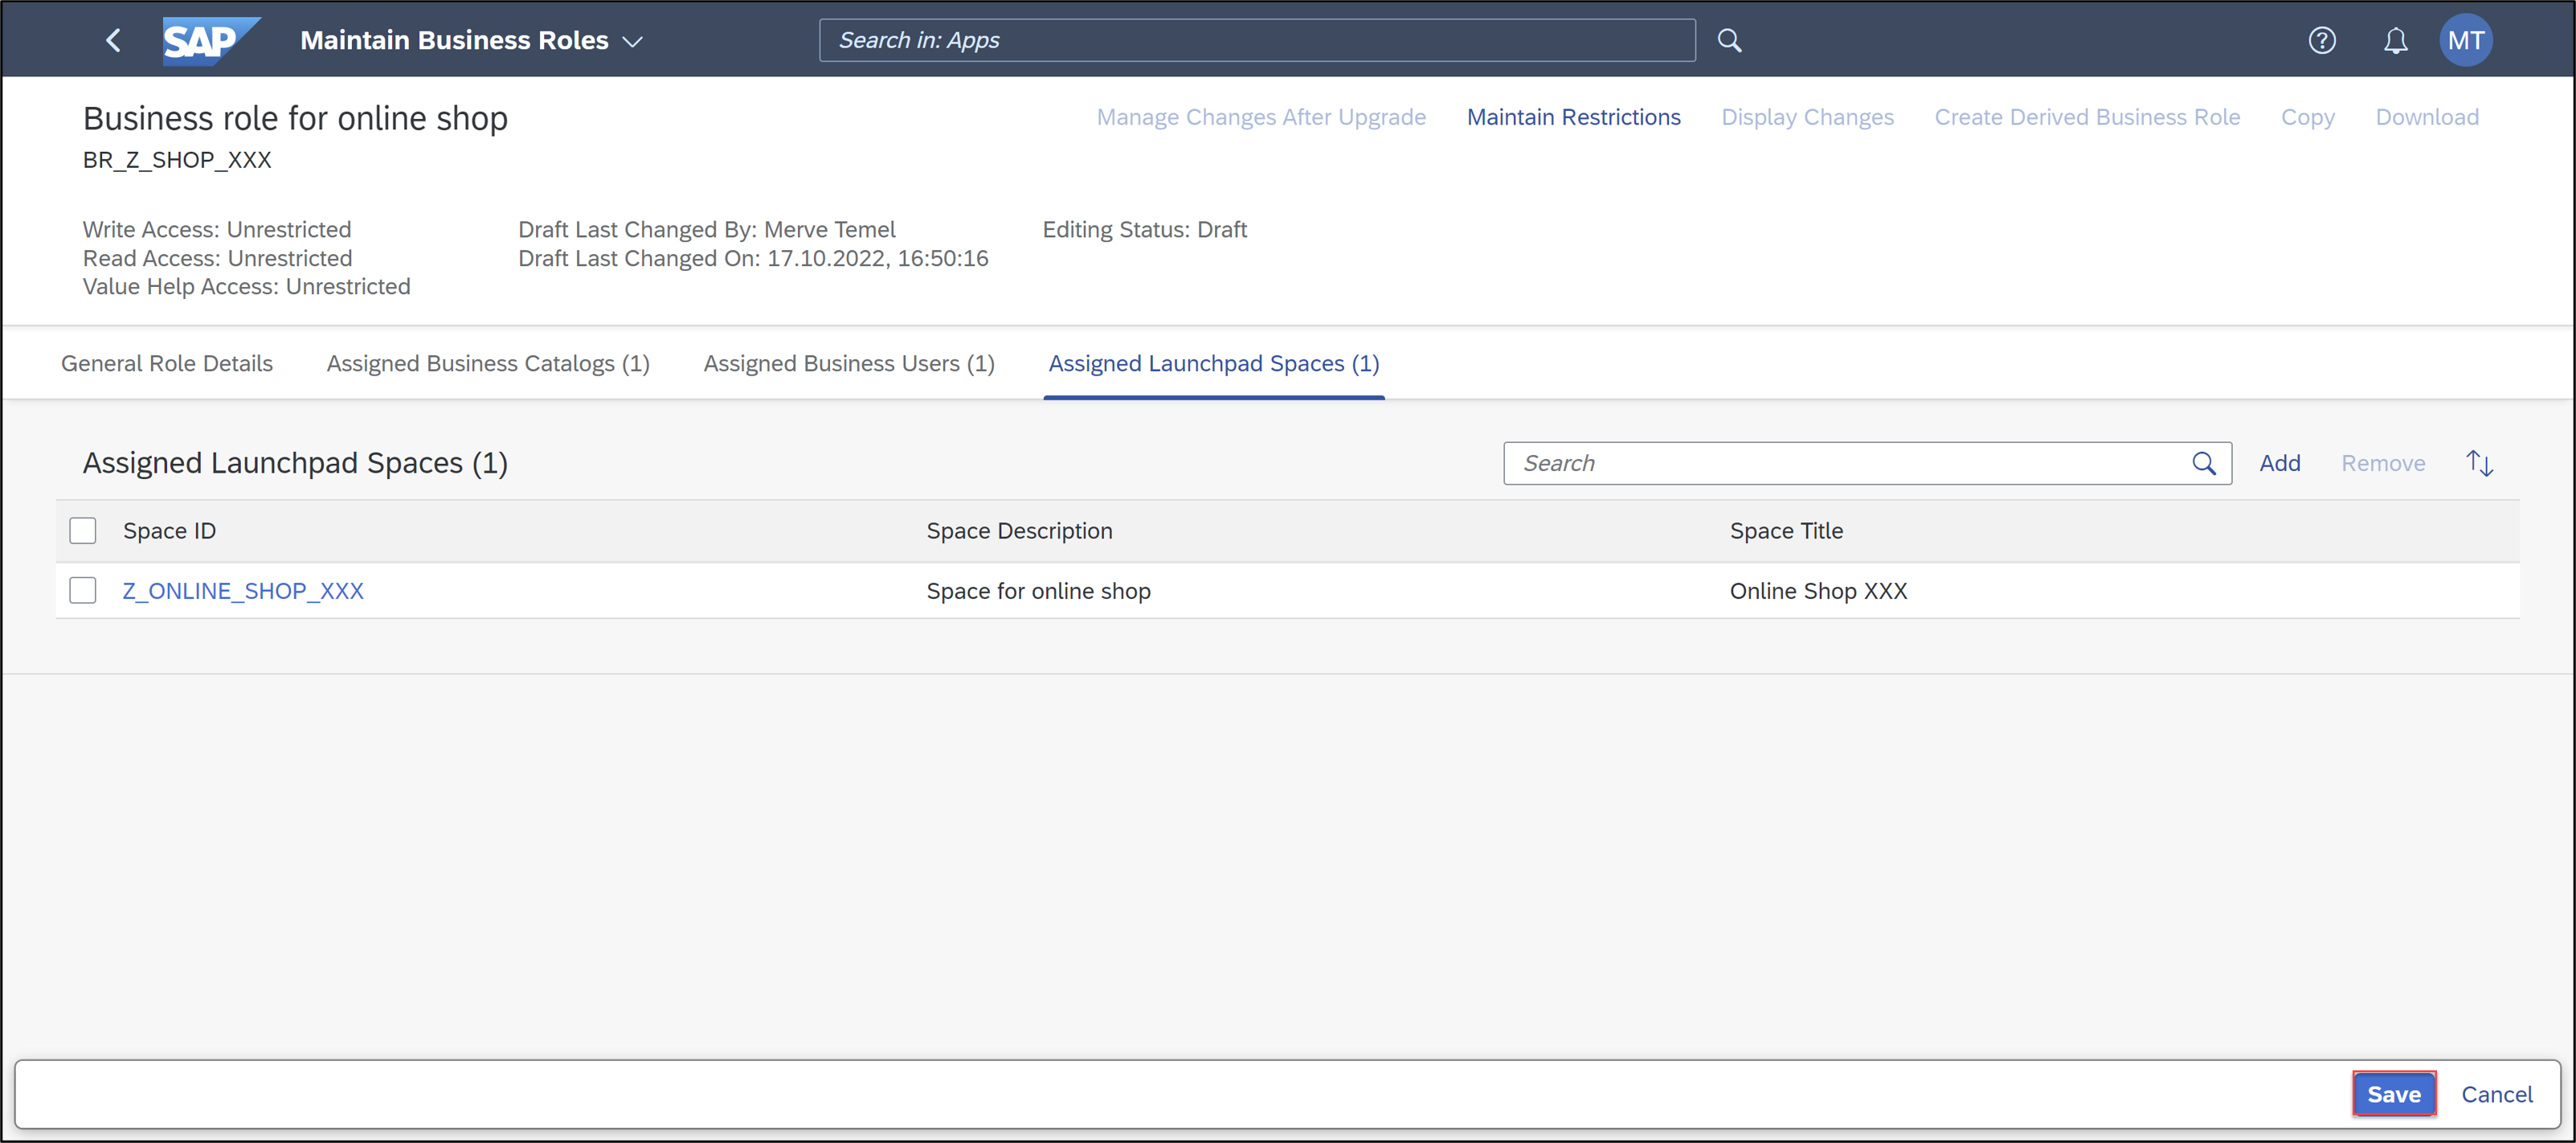 SAP Maintain Business Roles Search in: Apps ? MT
Business role for online shop Manage Changes After Upgrade Maintain Restrictions Display Changes Create Derived Business Role Copy Download
BR_Z_SHOP_XXX
Write Access: Unrestricted Draft Last Changed By: Merve Temel Editing Status: Draft
Read Access: Unrestricted Draft Last Changed On: 17.10.2022, 16:50:16
Value Help Access: Unrestricted
General Role Details Assigned Business Catalogs (1) Assigned Business Users (1) Assigned Launchpad Spaces (1)
Assigned Launchpad Spaces (1) Search Add Remove
Space ID Space Description Space Title
Z_ONLINE_SHOP_XXX Space for online shop Online Shop XXX
Save Cancel